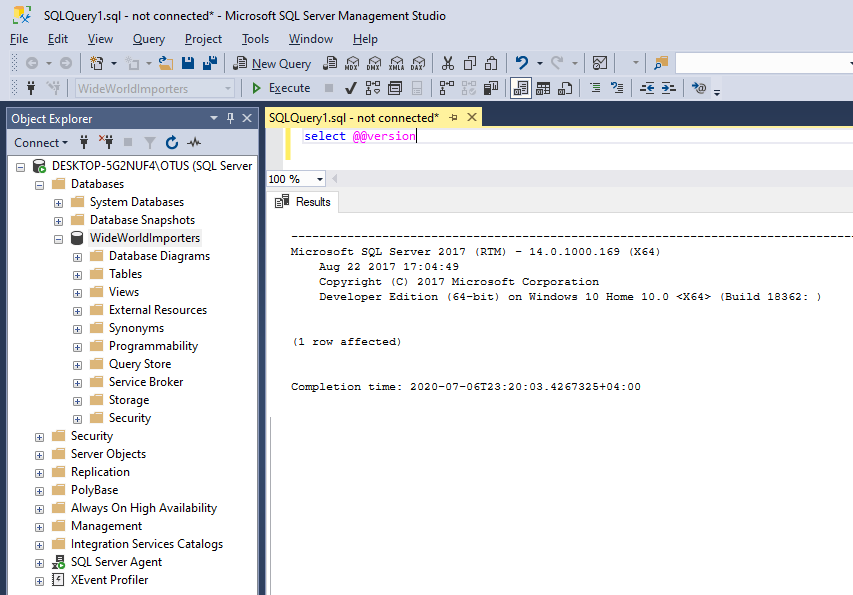 SQLQuery1.sql - not connected* - Microsoft SQL Server Management Studio
File Edit View Query Project Tools Window Help
New Query MDX DMX XMLA DAX
WideWorldImporters Execute
Object Explorer
Connect
DESKTOP-5G2NUF4\OTUS (SQL Server
Databases
System Databases
Database Snapshots
WideWorldImporters
Database Diagrams
Tables
Views
External Resources
Synonyms
Programmability
Query Store
Service Broker
Storage
Security
Security
Server Objects
Replication
PolyBase
Always On High Availability
Management
Integration Services Catalogs
SQL Server Agent
XEvent Profiler
SQLQuery1.sql - not connected*
select @@version
100 %
Results
--------------------------------------------------------------------------------
Microsoft SQL Server 2017 (RTM) - 14.0.1000.169 (X64)
Aug 22 2017 17:04:49
Copyright (C) 2017 Microsoft Corporation
Developer Edition (64-bit) on Windows 10 Home 10.0 <X64> (Build 18362: )
(1 row affected)
Completion time: 2020-07-06T23:20:03.4267325+04:00